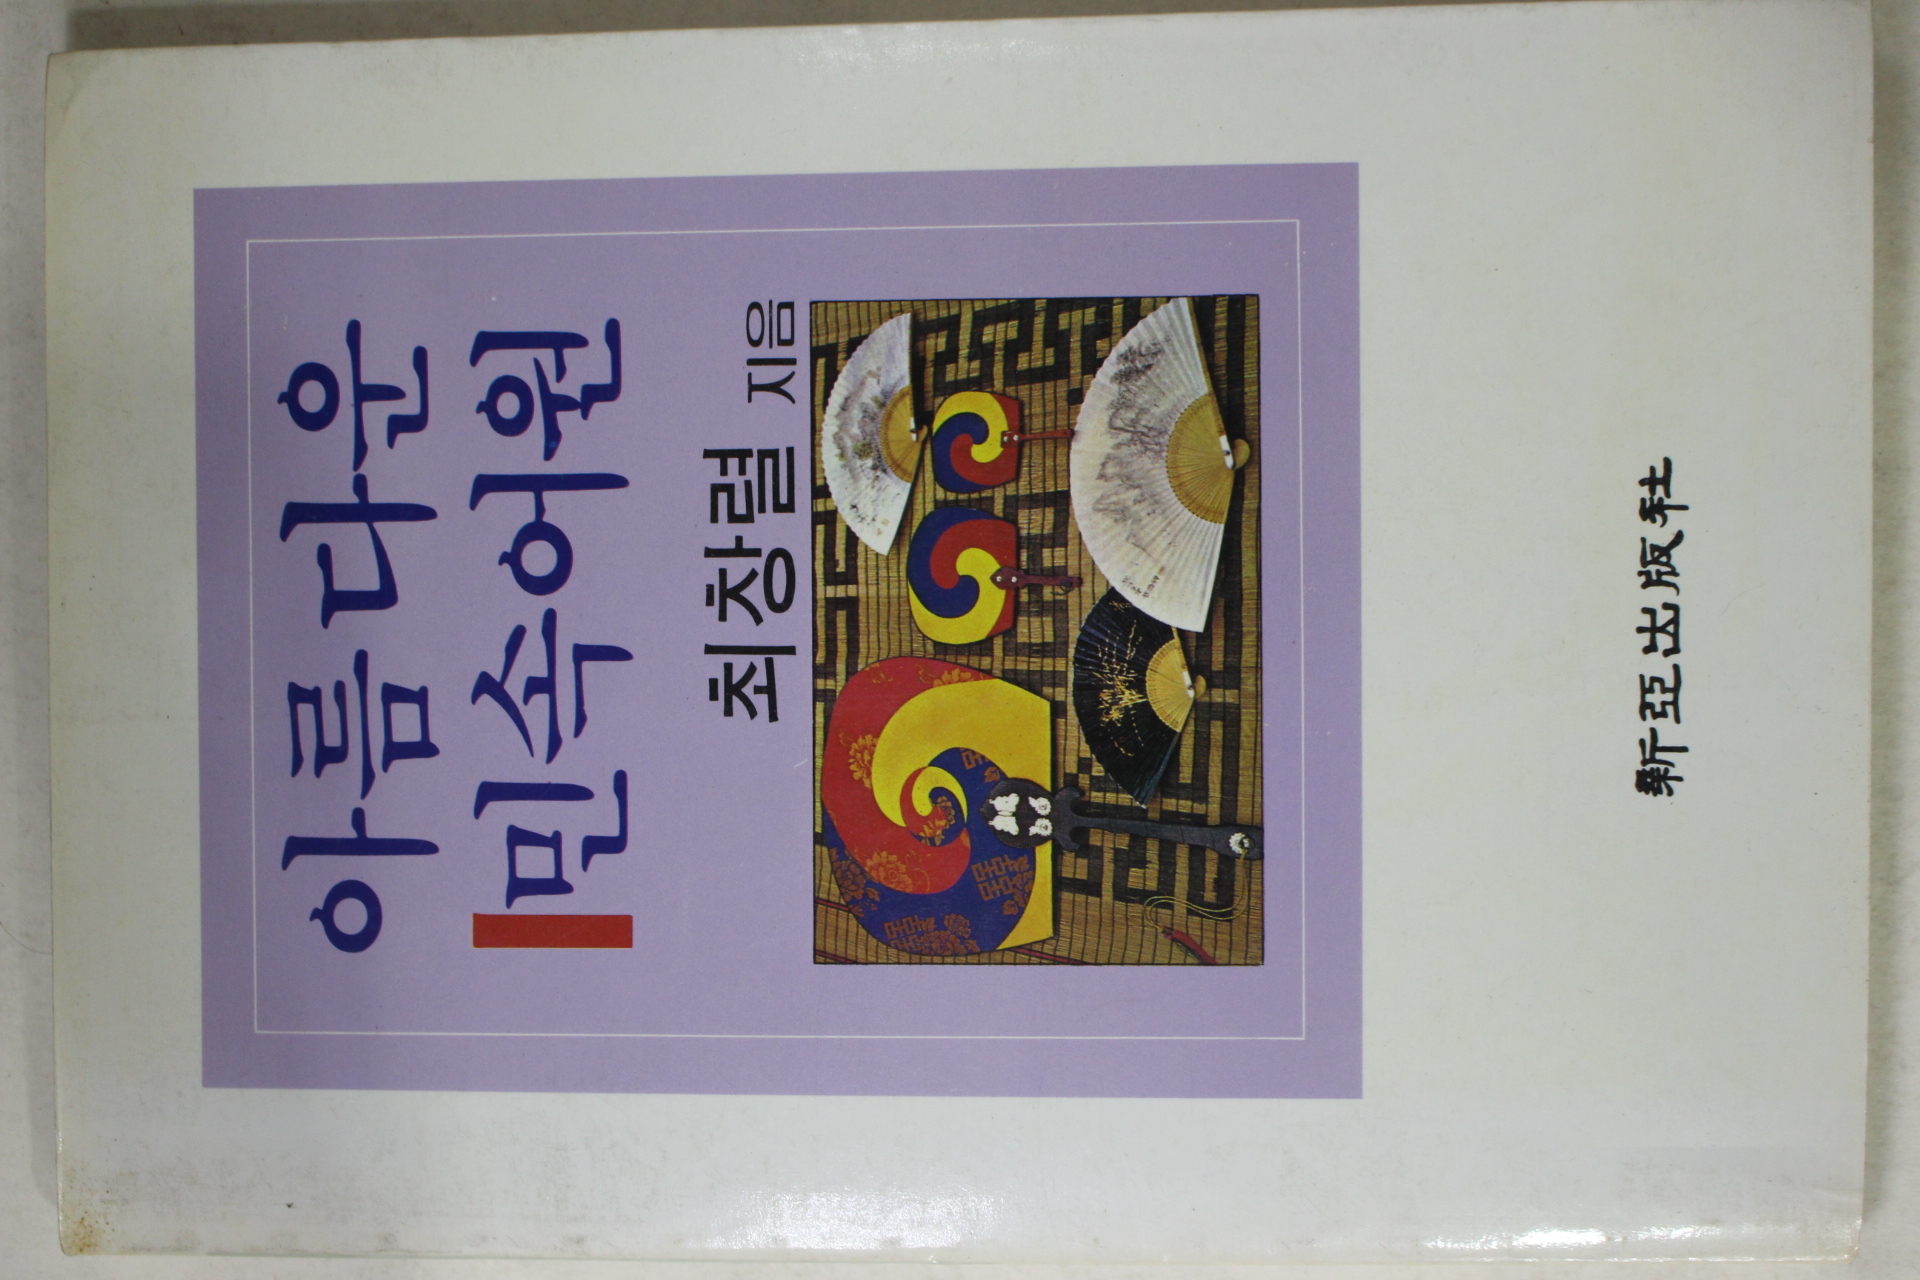 아름다운
민속어원
최창렬 지음
新亞出版社